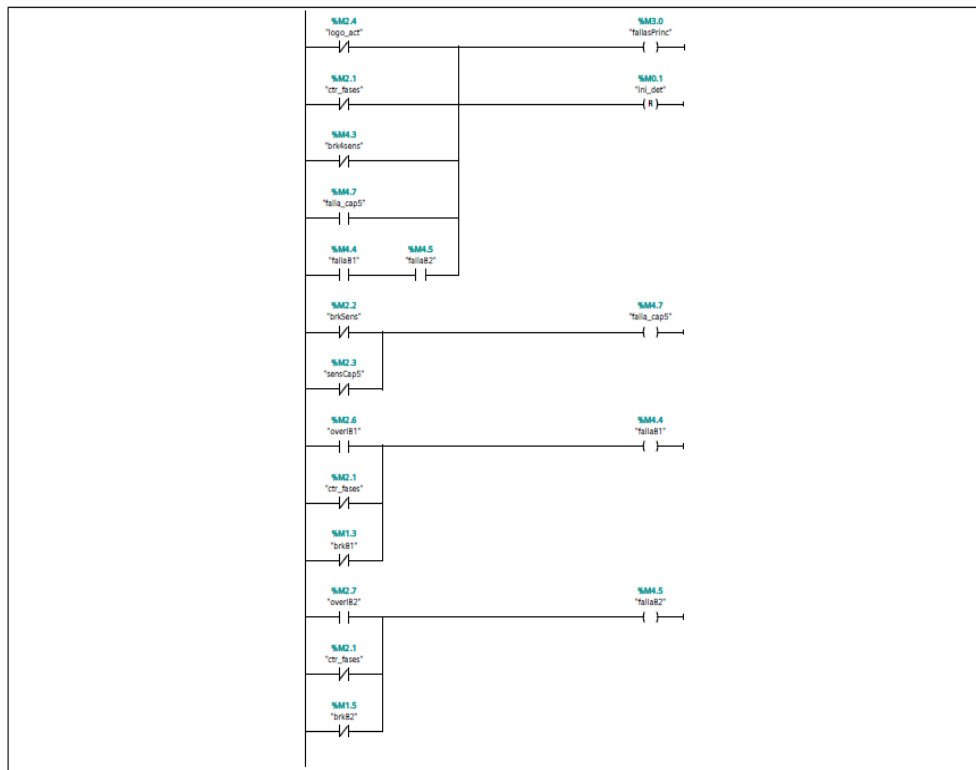 %M2.4
"logo_act"
%M3.0
"fallasPrinc"
%M2.1
"ctr_fases"
%M0.1
"ini_det"
R
%M4.3
"brk4sens"
%M4.7
"falla_cap5"
%M4.4
"fallaB1"
%M4.5
"fallaB2"
%M2.2
"brkSens"
%M4.7
"falla_cap5"
%M2.3
"sensCap5"
%M2.6
"overlB1"
%M4.4
"fallaB1"
%M2.1
"ctr_fases"
%M1.3
"brkB1"
%M2.7
"overlB2"
%M4.5
"fallaB2"
%M2.1
"ctr_fases"
%M1.5
"brkB2"